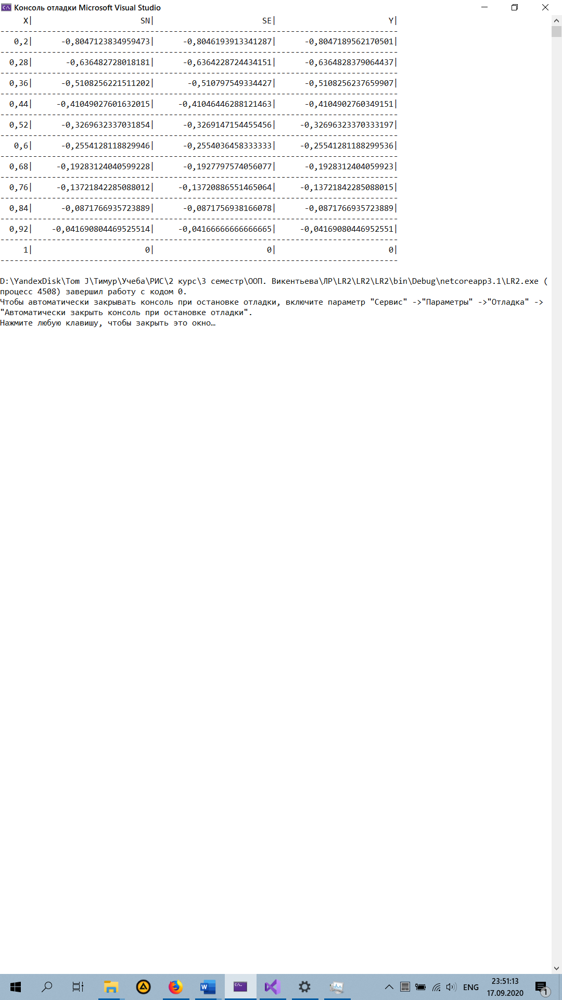 Консоль отладки Microsoft Visual Studio
X| SN| SE| Y|
-------------------------------------------------------------------------------------
0,2| -0,8047123834959473| -0,8046193913341287| -0,8047189562170501|
-------------------------------------------------------------------------------------
0,28| -0,636482728018181| -0,6364228724434151| -0,6364828379064437|
-------------------------------------------------------------------------------------
0,36| -0,5108256221511202| -0,510797549334427| -0,5108256237659907|
-------------------------------------------------------------------------------------
0,44| -0,41049027601632015| -0,41046446288121463| -0,4104902760349151|
-------------------------------------------------------------------------------------
0,52| -0,3269632337031854| -0,3269147154455456| -0,32696323370333197|
-------------------------------------------------------------------------------------
0,6| -0,2554128118829946| -0,2554036458333333| -0,25541281188299536|
-------------------------------------------------------------------------------------
0,68| -0,19283124040599228| -0,1927797574056077| -0,1928312404059923|
-------------------------------------------------------------------------------------
0,76| -0,13721842285088012| -0,13720886551465064| -0,13721842285088015|
-------------------------------------------------------------------------------------
0,84| -0,0871766935723889| -0,0871756938166078| -0,0871766935723889|
-------------------------------------------------------------------------------------
0,92| -0,041690804469525514| -0,04166666666666665| -0,04169080446952551|
-------------------------------------------------------------------------------------
1| 0| 0| 0|
-------------------------------------------------------------------------------------
D:\YandexDisk\Tom J\Тимур\Учеба\РИС\2 курс\3 семестр\ООП. Викентьева\ЛР\LR2\LR2\LR2\bin\Debug\netcoreapp3.1\LR2.exe (
процесс 4508) завершил работу с кодом 0.
Чтобы автоматически закрывать консоль при остановке отладки, включите параметр "Сервис" ->"Параметры" ->"Отладка" ->
"Автоматически закрыть консоль при остановке отладки".
Нажмите любую клавишу, чтобы закрыть это окно…
ENG
23:51:13
17.09.2020
1